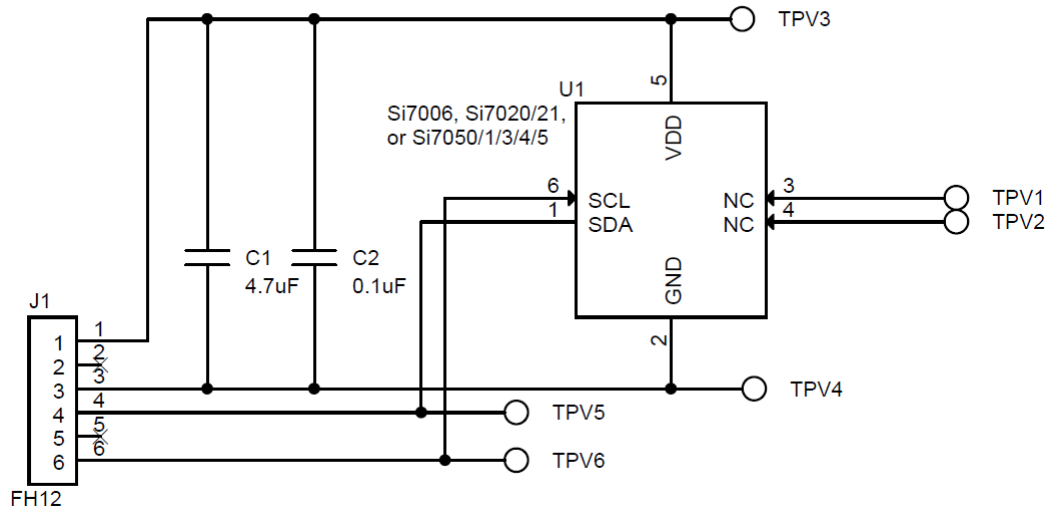 TPV3
5
U1
Si7006, Si7020/21,
or Si7050/1/3/4/5
VDD
6
SCL
NC
3
TPV1
1
SDA
NC
4
TPV2
C1
4.7uF
C2
0.1uF
GND
2
J1
1
1
2
2
3
3
TPV4
4
4
TPV5
5
5
6
6
TPV6
FH12